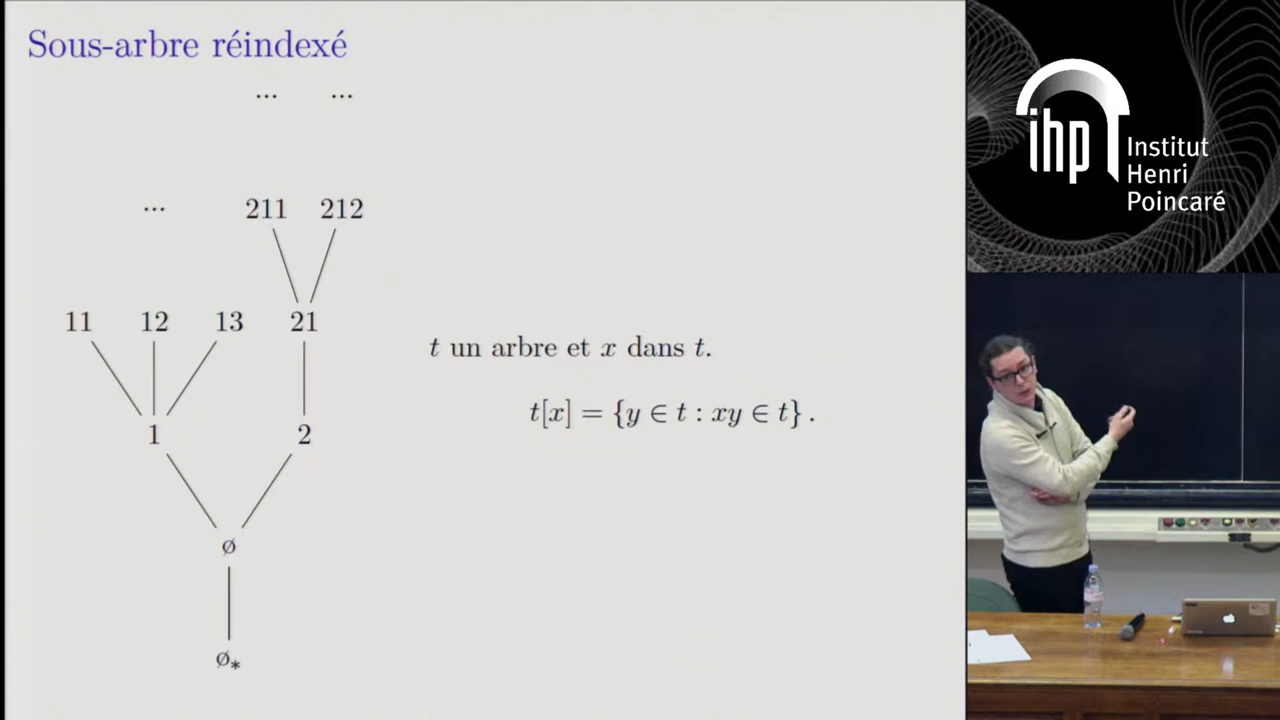 Sous-arbre réindexé
... ...
... 211 212
11 12 13 21
t un arbre et x dans t.
t[x] = {y ∈ t : xy ∈ t} .
1 2
ø
ø*
ihp Institut
Henri
Poincaré